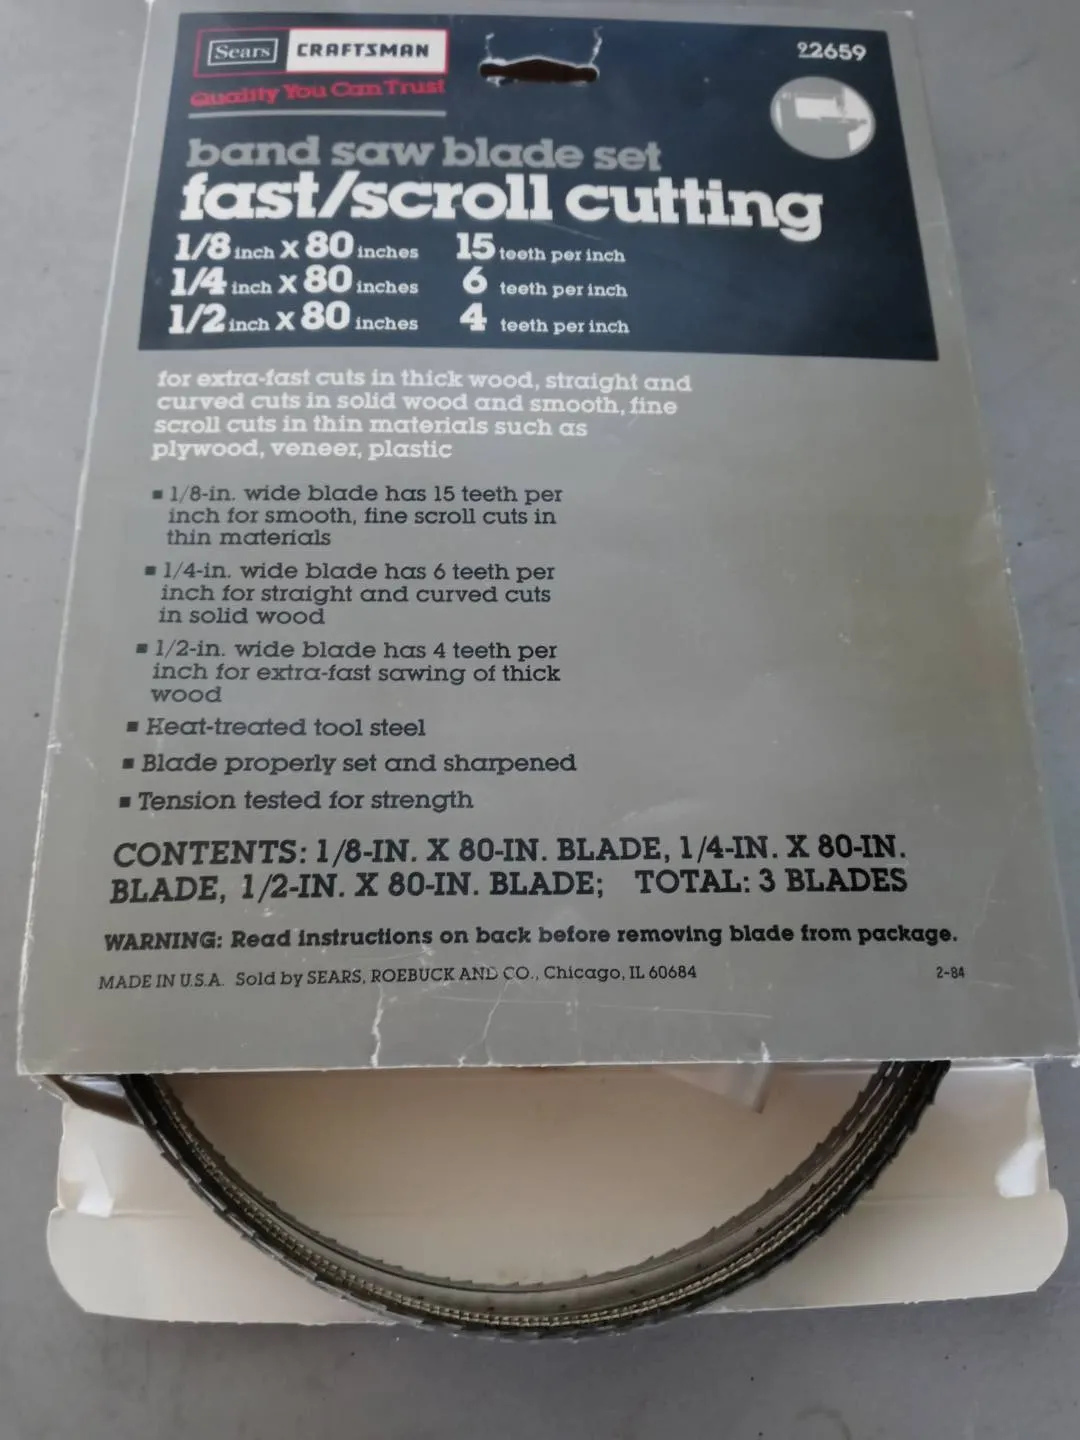 Sears CRAFTSMAN
Quality You Can Trust
92659
band saw blade set
fast/scroll cutting
1/8 inch x 80 inches 15 teeth per inch
1/4 inch x 80 inches 6 teeth per inch
1/2 inch x 80 inches 4 teeth per inch
for extra-fast cuts in thick wood, straight and
curved cuts in solid wood and smooth, fine
scroll cuts in thin materials such as
plywood, veneer, plastic
▪ 1/8-in. wide blade has 15 teeth per
inch for smooth, fine scroll cuts in
thin materials
▪ 1/4-in. wide blade has 6 teeth per
inch for straight and curved cuts
in solid wood
▪ 1/2-in. wide blade has 4 teeth per
inch for extra-fast sawing of thick
wood
▪ Heat-treated tool steel
▪ Blade properly set and sharpened
▪ Tension tested for strength
CONTENTS: 1/8-IN. X 80-IN. BLADE, 1/4-IN. X 80-IN.
BLADE, 1/2-IN. X 80-IN. BLADE; TOTAL: 3 BLADES
WARNING: Read instructions on back before removing blade from package.
MADE IN U.S.A. Sold by SEARS, ROEBUCK AND CO., Chicago, IL 60684 2-84